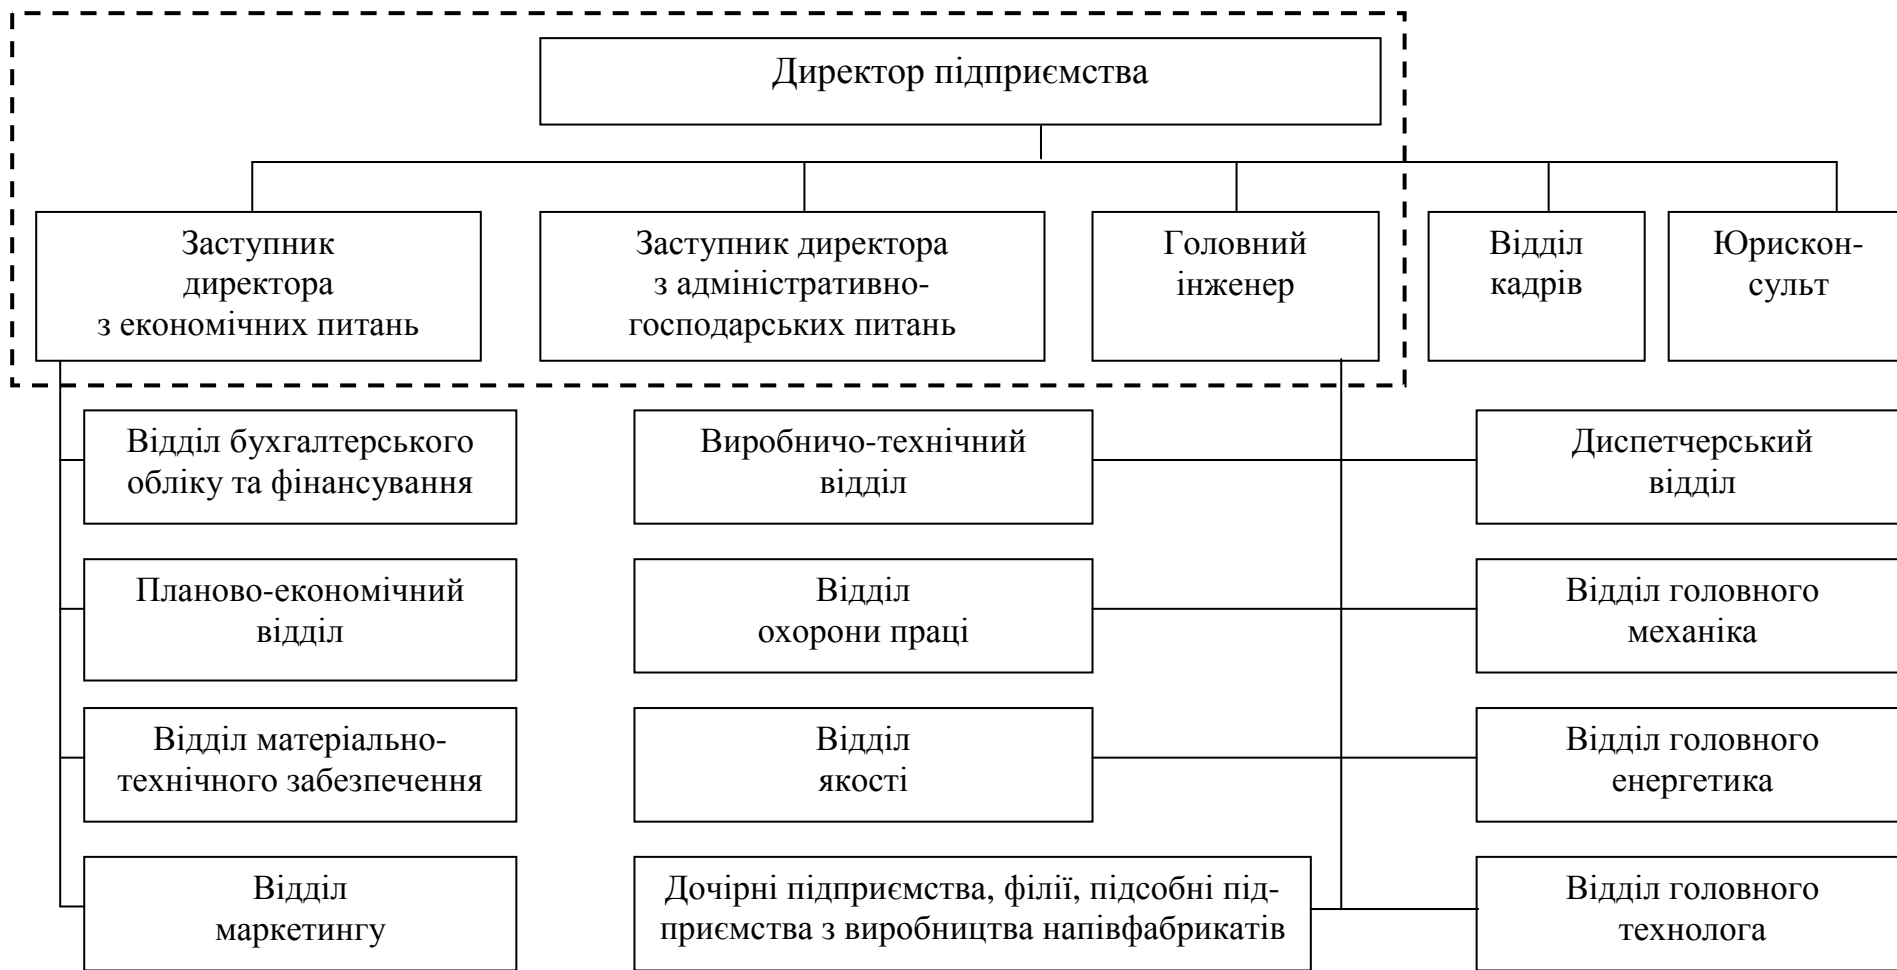 Директор підприємства
Заступник
директора
з економічних питань
Заступник директора
з адміністративно-
господарських питань
Головний
інженер
Відділ
кадрів
Юрискон-
сульт
Відділ бухгалтерського
обліку та фінансування
Виробничо-технічний
відділ
Диспетчерський
відділ
Планово-економічний
відділ
Відділ
охорони праці
Відділ головного
механіка
Відділ матеріально-
технічного забезпечення
Відділ
якості
Відділ головного
енергетика
Відділ
маркетингу
Дочірні підприємства, філії, підсобні під-
приємства з виробництва напівфабрикатів
Відділ головного
технолога